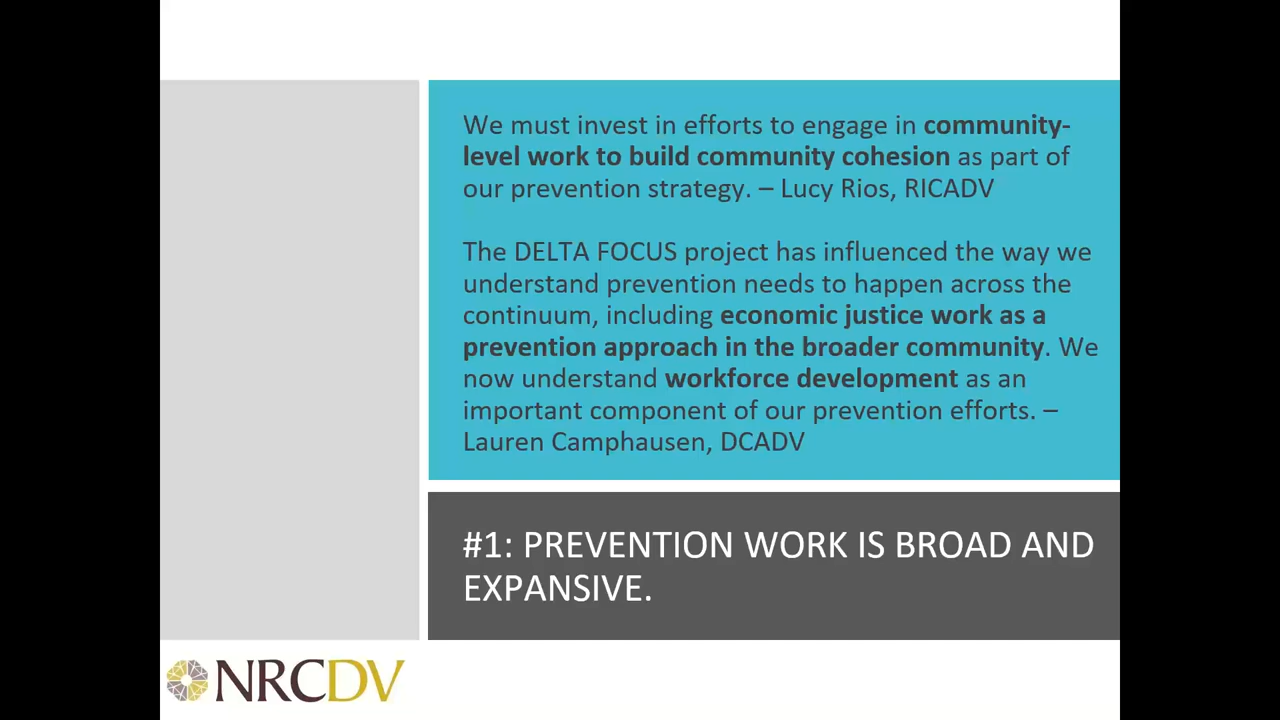 We must invest in efforts to engage in community-
level work to build community cohesion as part of
our prevention strategy. – Lucy Rios, RICADV
The DELTA FOCUS project has influenced the way we
understand prevention needs to happen across the
continuum, including economic justice work as a
prevention approach in the broader community. We
now understand workforce development as an
important component of our prevention efforts. –
Lauren Camphausen, DCADV
#1: PREVENTION WORK IS BROAD AND
EXPANSIVE.
NRCDV